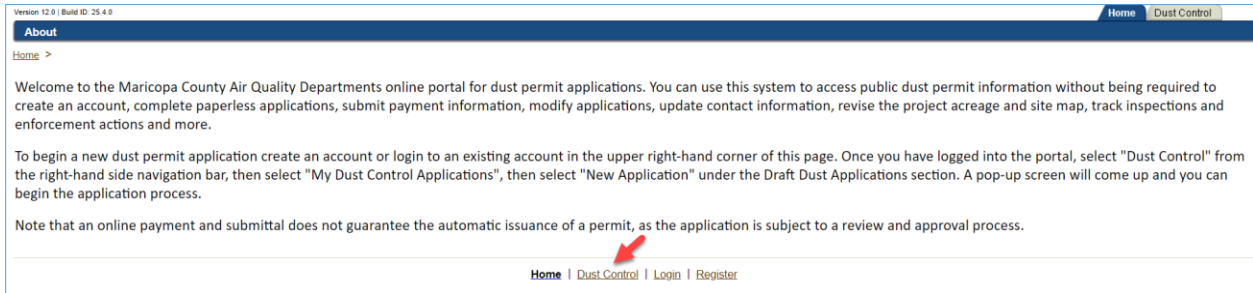 Version 12.0 | Build ID: 25.4.0
Home Dust Control
About
Home >
Welcome to the Maricopa County Air Quality Departments online portal for dust permit applications. You can use this system to access public dust permit information without being required to
create an account, complete paperless applications, submit payment information, modify applications, update contact information, revise the project acreage and site map, track inspections and
enforcement actions and more.
To begin a new dust permit application create an account or login to an existing account in the upper right-hand corner of this page. Once you have logged into the portal, select "Dust Control" from
the right-hand side navigation bar, then select "My Dust Control Applications", then select "New Application" under the Draft Dust Applications section. A pop-up screen will come up and you can
begin the application process.
Note that an online payment and submittal does not guarantee the automatic issuance of a permit, as the application is subject to a review and approval process.
Home | Dust Control | Login | Register